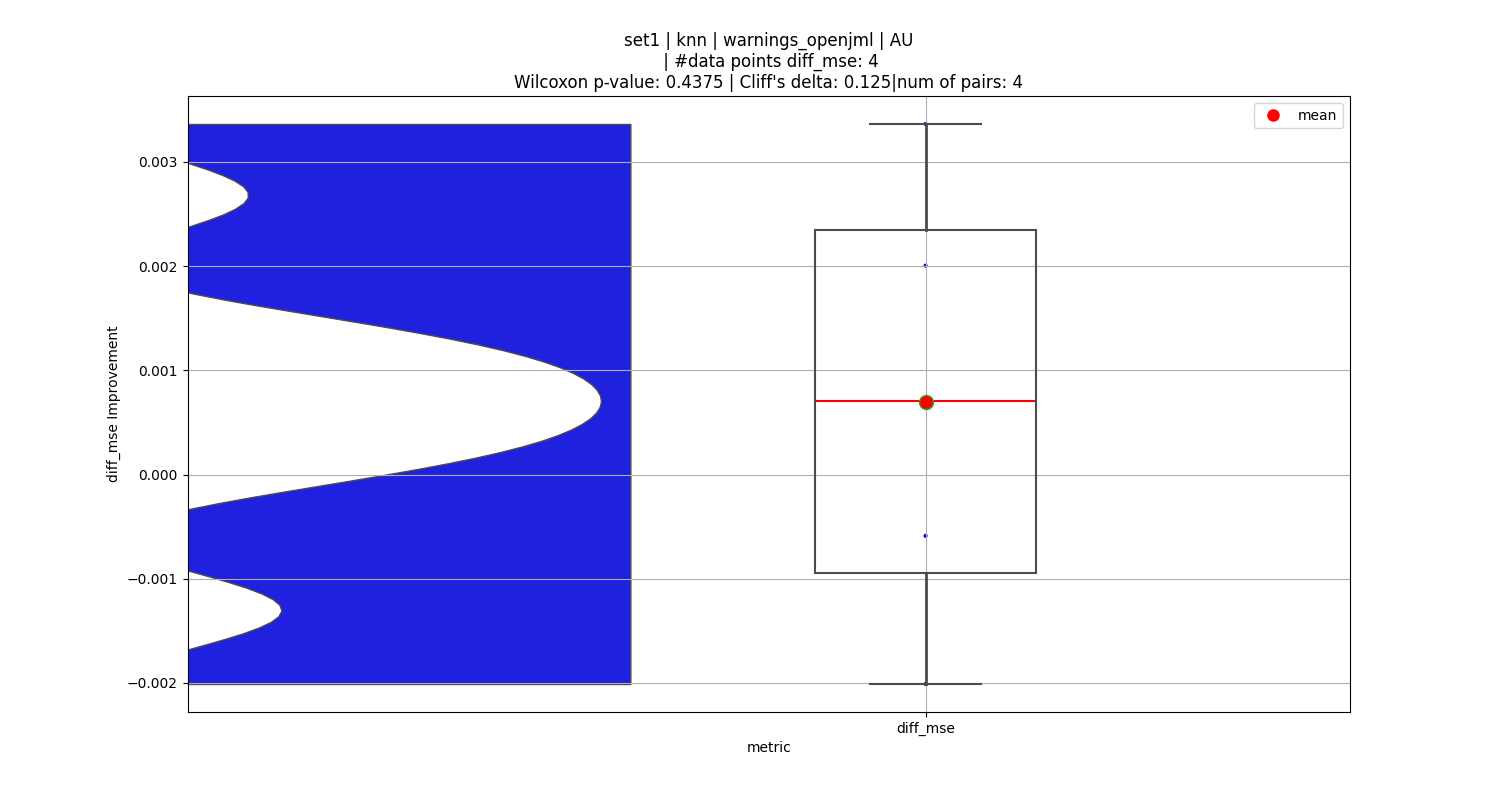 set1 | knn | warnings_openjml | AU
| #data points diff_mse: 4
Wilcoxon p-value: 0.4375 | Cliff's delta: 0.125|num of pairs: 4
mean
0.003
0.002
0.001
0.000
−0.001
−0.002
diff_mse Improvement
diff_mse
metric